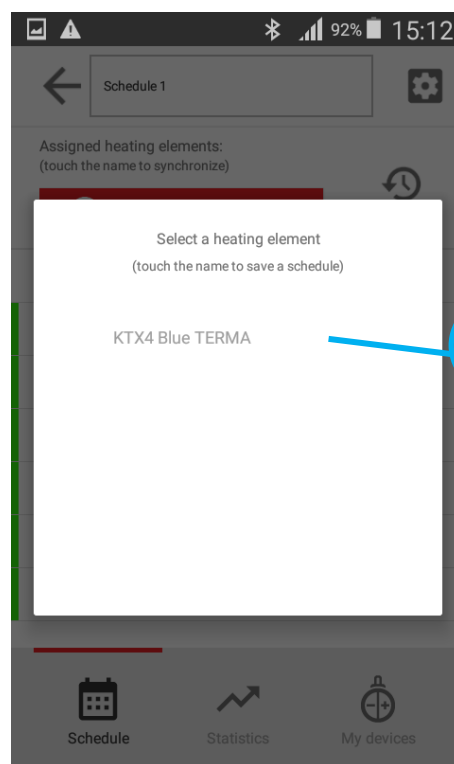 92% 15:12
Schedule 1
Assigned heating elements:
(touch the name to synchronize)
Select a heating element
(touch the name to save a schedule)
KTX4 Blue TERMA
Schedule Statistics My devices